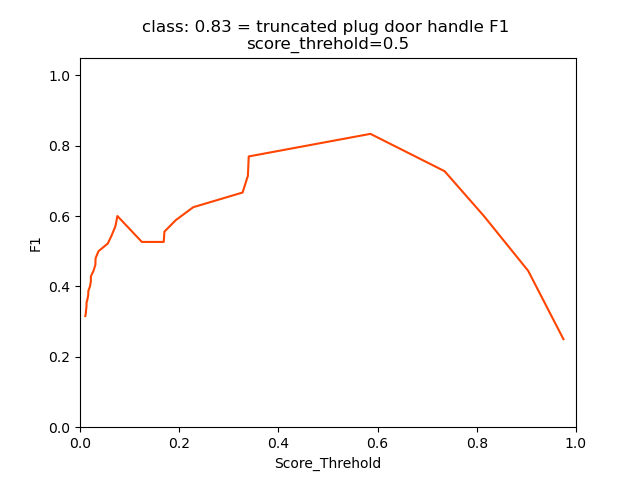 class: 0.83 = truncated plug door handle F1
score_threhold=0.5
1.0
0.8
0.6
0.4
0.2
0.0
F1
0.0 0.2 0.4 0.6 0.8 1.0
Score_Threhold